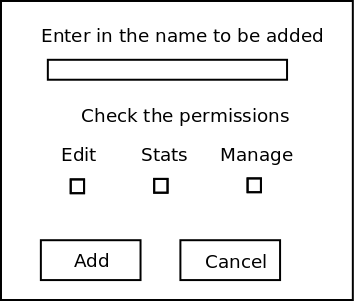 Enter in the name to be added
Check the permissions
Edit Stats Manage
Add Cancel